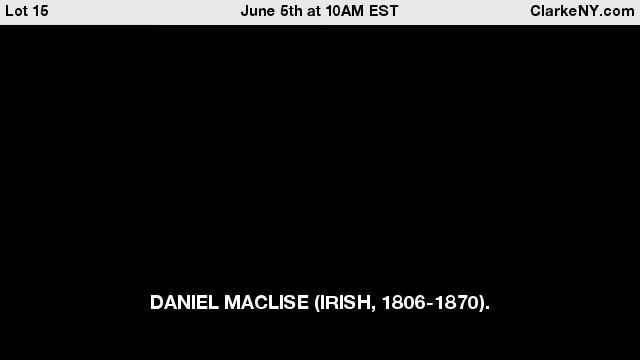 Lot 15 June 5th at 10AM EST ClarkeNY.com
DANIEL MACLISE (IRISH, 1806-1870).